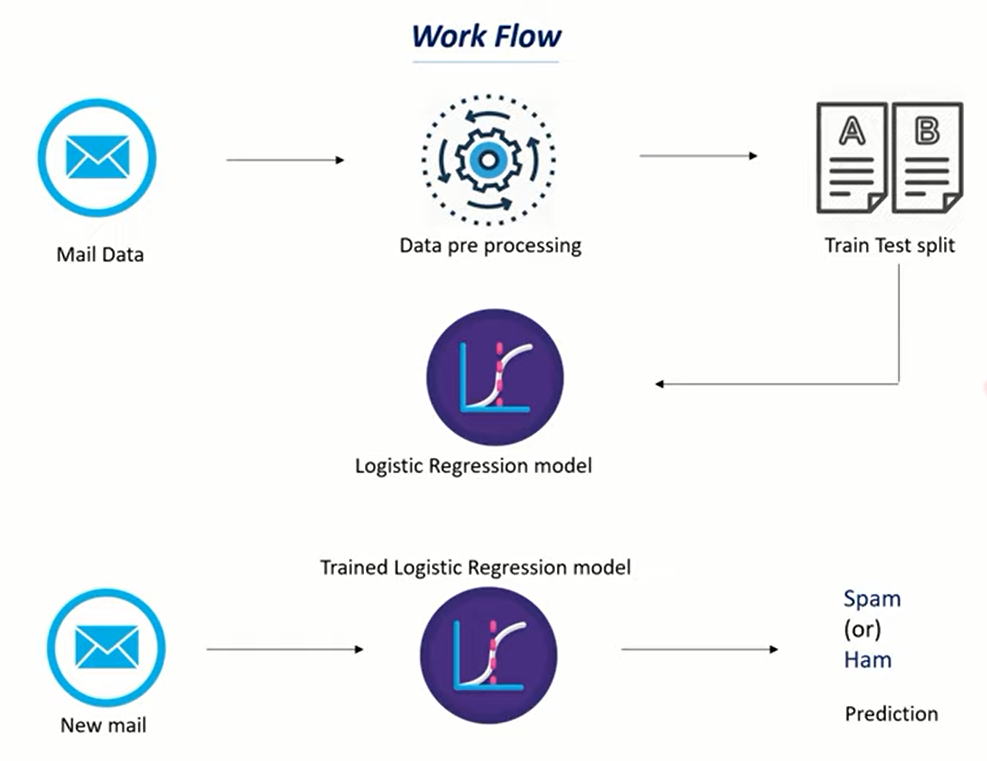 Work Flow
A
B
Mail Data
Data pre processing
Train Test split
Logistic Regression model
Trained Logistic Regression model
New mail
Spam
(or)
Ham
Prediction